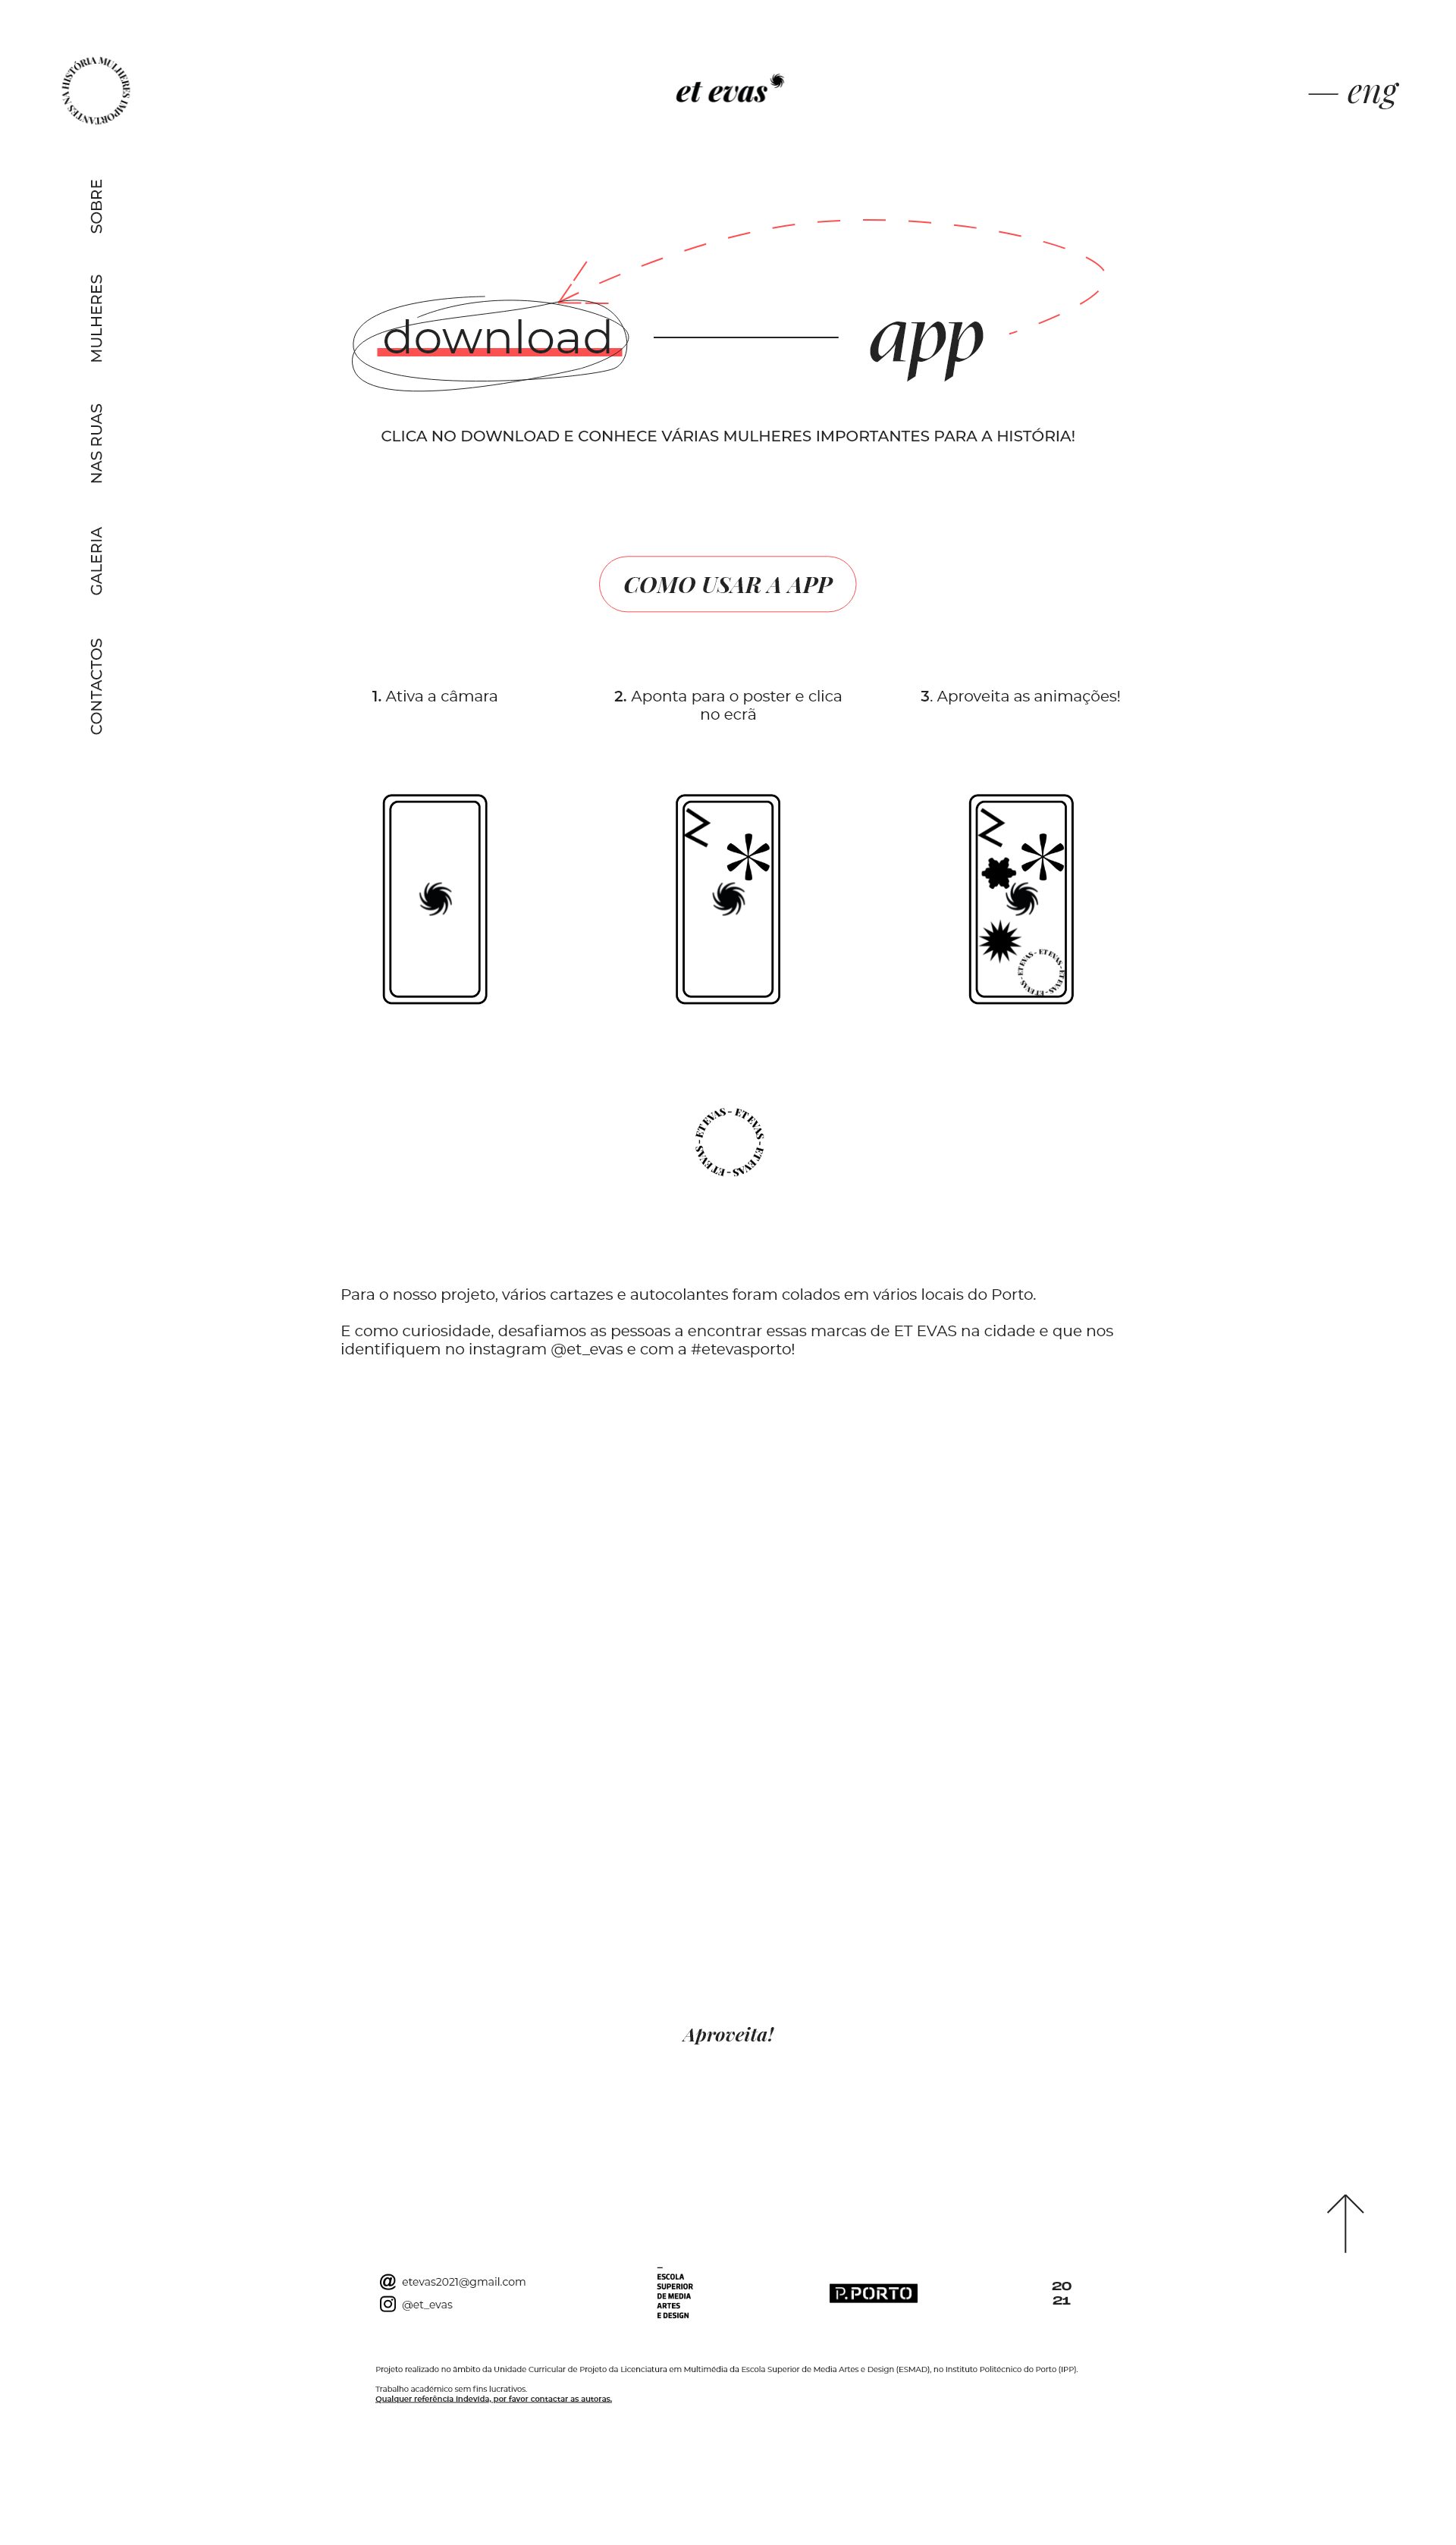 MULHERES IMPORTANTES NA HISTÓRIA
et evas
— eng
SOBRE
MULHERES
NAS RUAS
GALERIA
CONTACTOS
download
app
CLICA NO DOWNLOAD E CONHECE VÁRIAS MULHERES IMPORTANTES PARA A HISTÓRIA!
COMO USAR A APP
1. Ativa a câmara
2. Aponta para o poster e clica
no ecrã
3. Aproveita as animações!
ET EVAS - ET EVAS - ET EVAS - ET EVAS -
ET EVAS - ET EVAS - ET EVAS - ET EVAS -
Para o nosso projeto, vários cartazes e autocolantes foram colados em vários locais do Porto.
E como curiosidade, desafiamos as pessoas a encontrar essas marcas de ET EVAS na cidade e que nos
identifiquem no instagram @et_evas e com a #etevasporto!
Aproveita!
etevas2021@gmail.com
@et_evas
—
ESCOLA
SUPERIOR
DE MEDIA
ARTES
E DESIGN
P.PORTO
20
21
Projeto realizado no âmbito da Unidade Curricular de Projeto da Licenciatura em Multimédia da Escola Superior de Media Artes e Design (ESMAD), no Instituto Politécnico do Porto (IPP).
Trabalho académico sem fins lucrativos.
Qualquer referência indevida, por favor contactar as autoras.